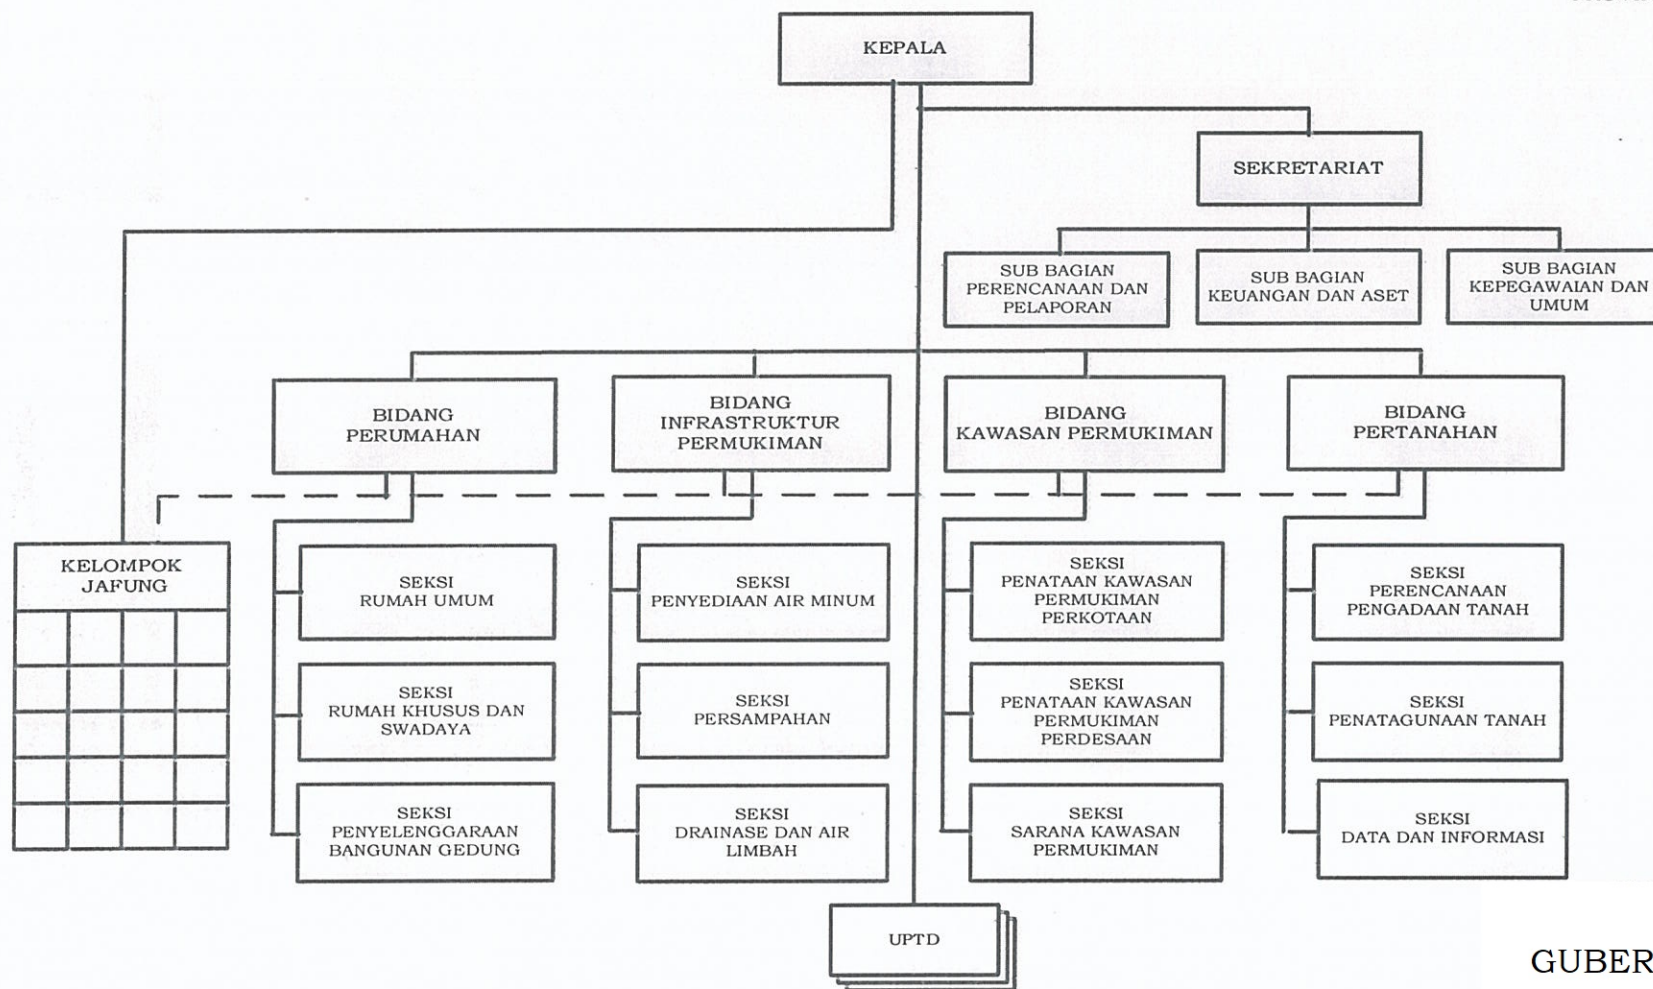 KEPALA
SEKRETARIAT
SUB BAGIAN
PERENCANAAN DAN
PELAPORAN
SUB BAGIAN
KEUANGAN DAN ASET
SUB BAGIAN
KEPEGAWAIAN DAN
UMUM
BIDANG
PERUMAHAN
BIDANG
INFRASTRUKTUR
PERMUKIMAN
BIDANG
KAWASAN PERMUKIMAN
BIDANG
PERTANAHAN
KELOMPOK
JAFUNG
SEKSI
RUMAH UMUM
SEKSI
RUMAH KHUSUS DAN
SWADAYA
SEKSI
PENYELENGGARAAN
BANGUNAN GEDUNG
SEKSI
PENYEDIAAN AIR MINUM
SEKSI
PERSAMPAHAN
SEKSI
DRAINASE DAN AIR
LIMBAH
SEKSI
PENATAAN KAWASAN
PERMUKIMAN
PERKOTAAN
SEKSI
PENATAAN KAWASAN
PERMUKIMAN
PERDESAAN
SEKSI
SARANA KAWASAN
PERMUKIMAN
SEKSI
PERENCANAAN
PENGADAAN TANAH
SEKSI
PENATAGUNAAN TANAH
SEKSI
DATA DAN INFORMASI
UPTD
GUBER